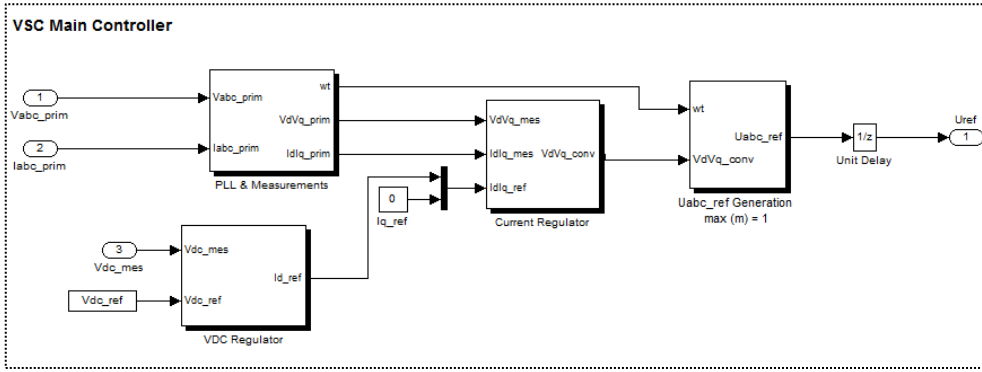 VSC Main Controller
1
Vabc_prim
2
Iabc_prim
Vabc_prim
Iabc_prim
wt
VdVq_prim
IdIq_prim
PLL & Measurements
0
Iq_ref
VdVq_mes
IdIq_mes
IdIq_ref
VdVq_conv
Current Regulator
wt
VdVq_conv
Uabc_ref
Uabc_ref Generation
max (m) = 1
1/z
Unit Delay
Uref
1
3
Vdc_mes
Vdc_ref
Vdc_mes
Vdc_ref
Id_ref
VDC Regulator